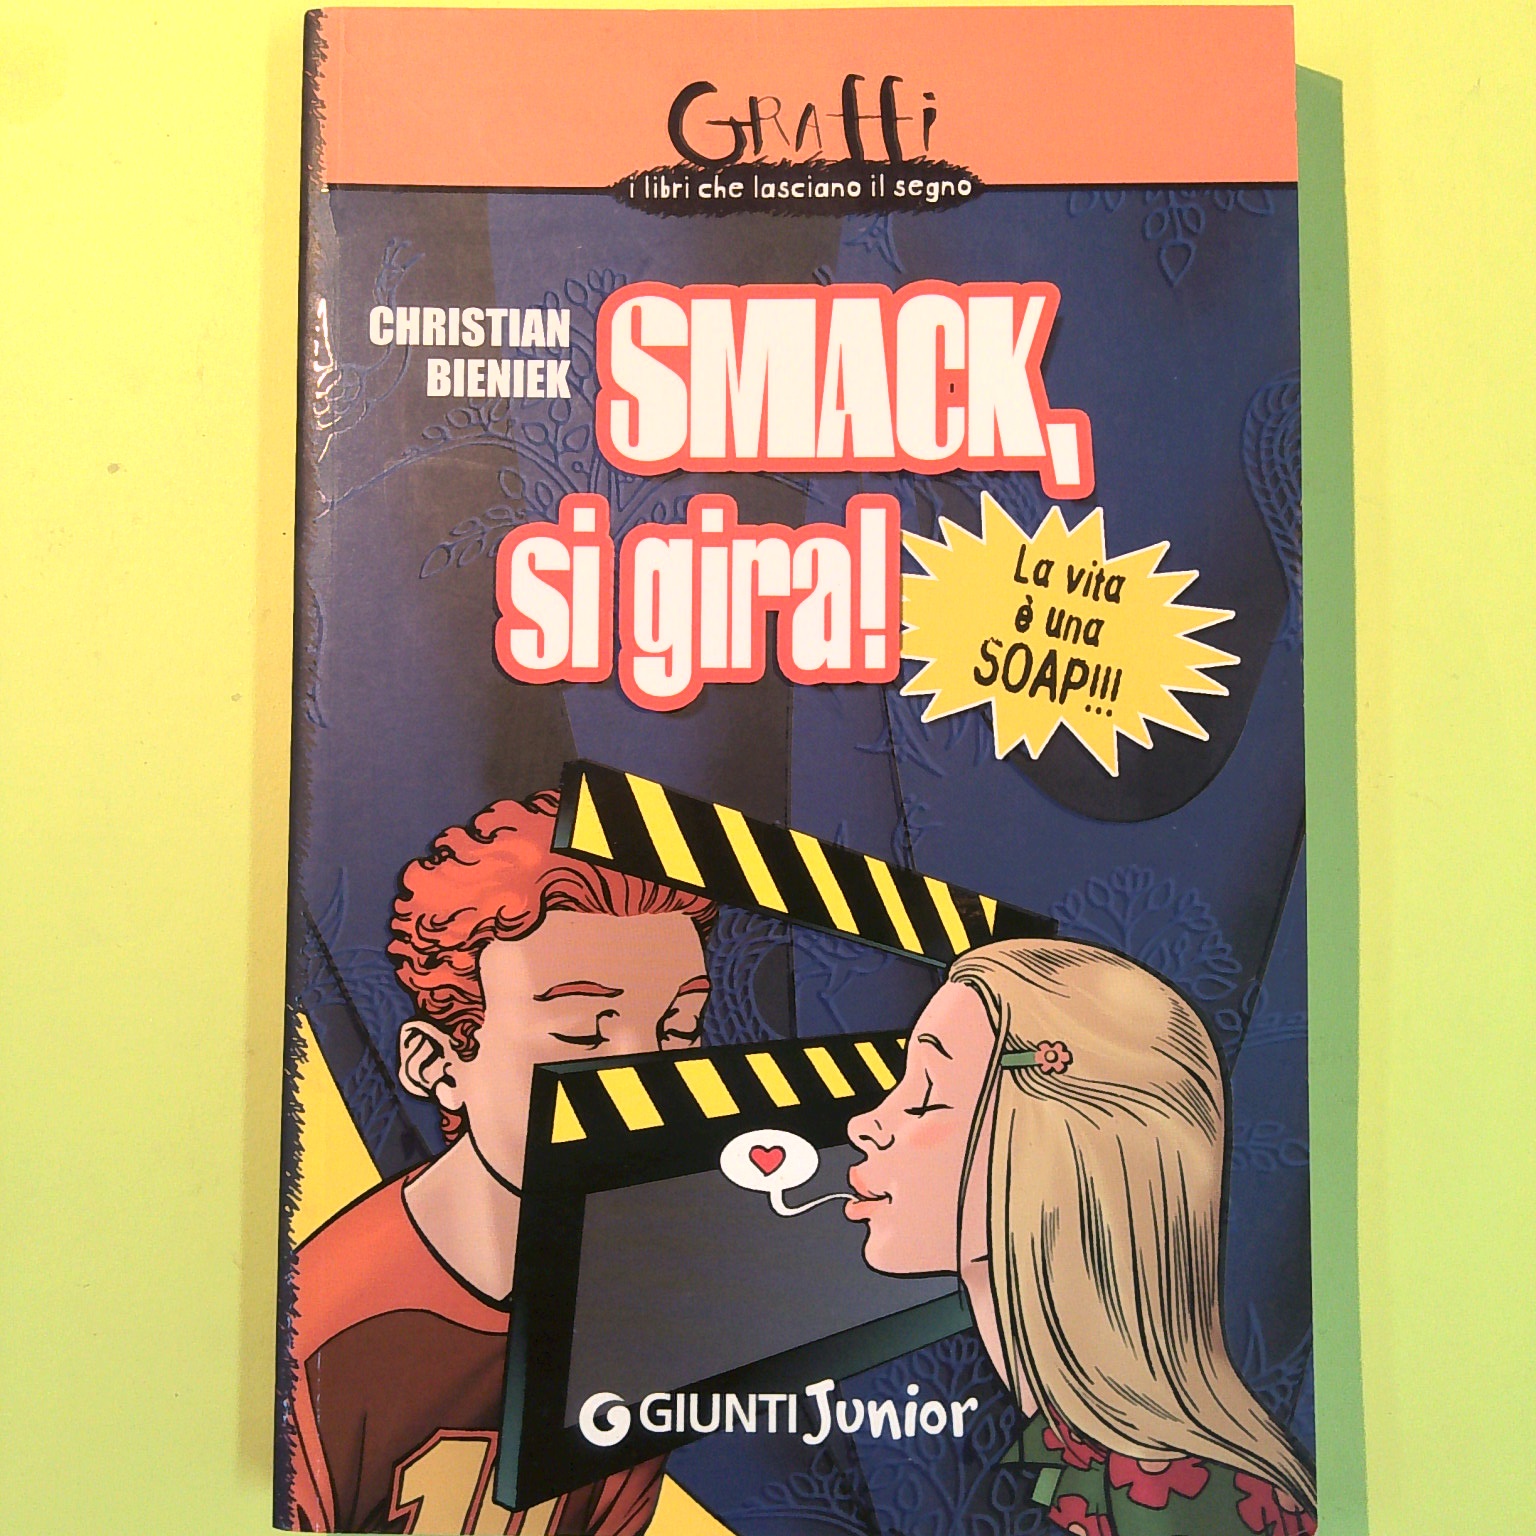 GRAffi
i libri che lasciano il segno
CHRISTIAN
BIENIEK
SMACK,
si gira!
La vita
è una
SOAP!!!
GIUNTI Junior